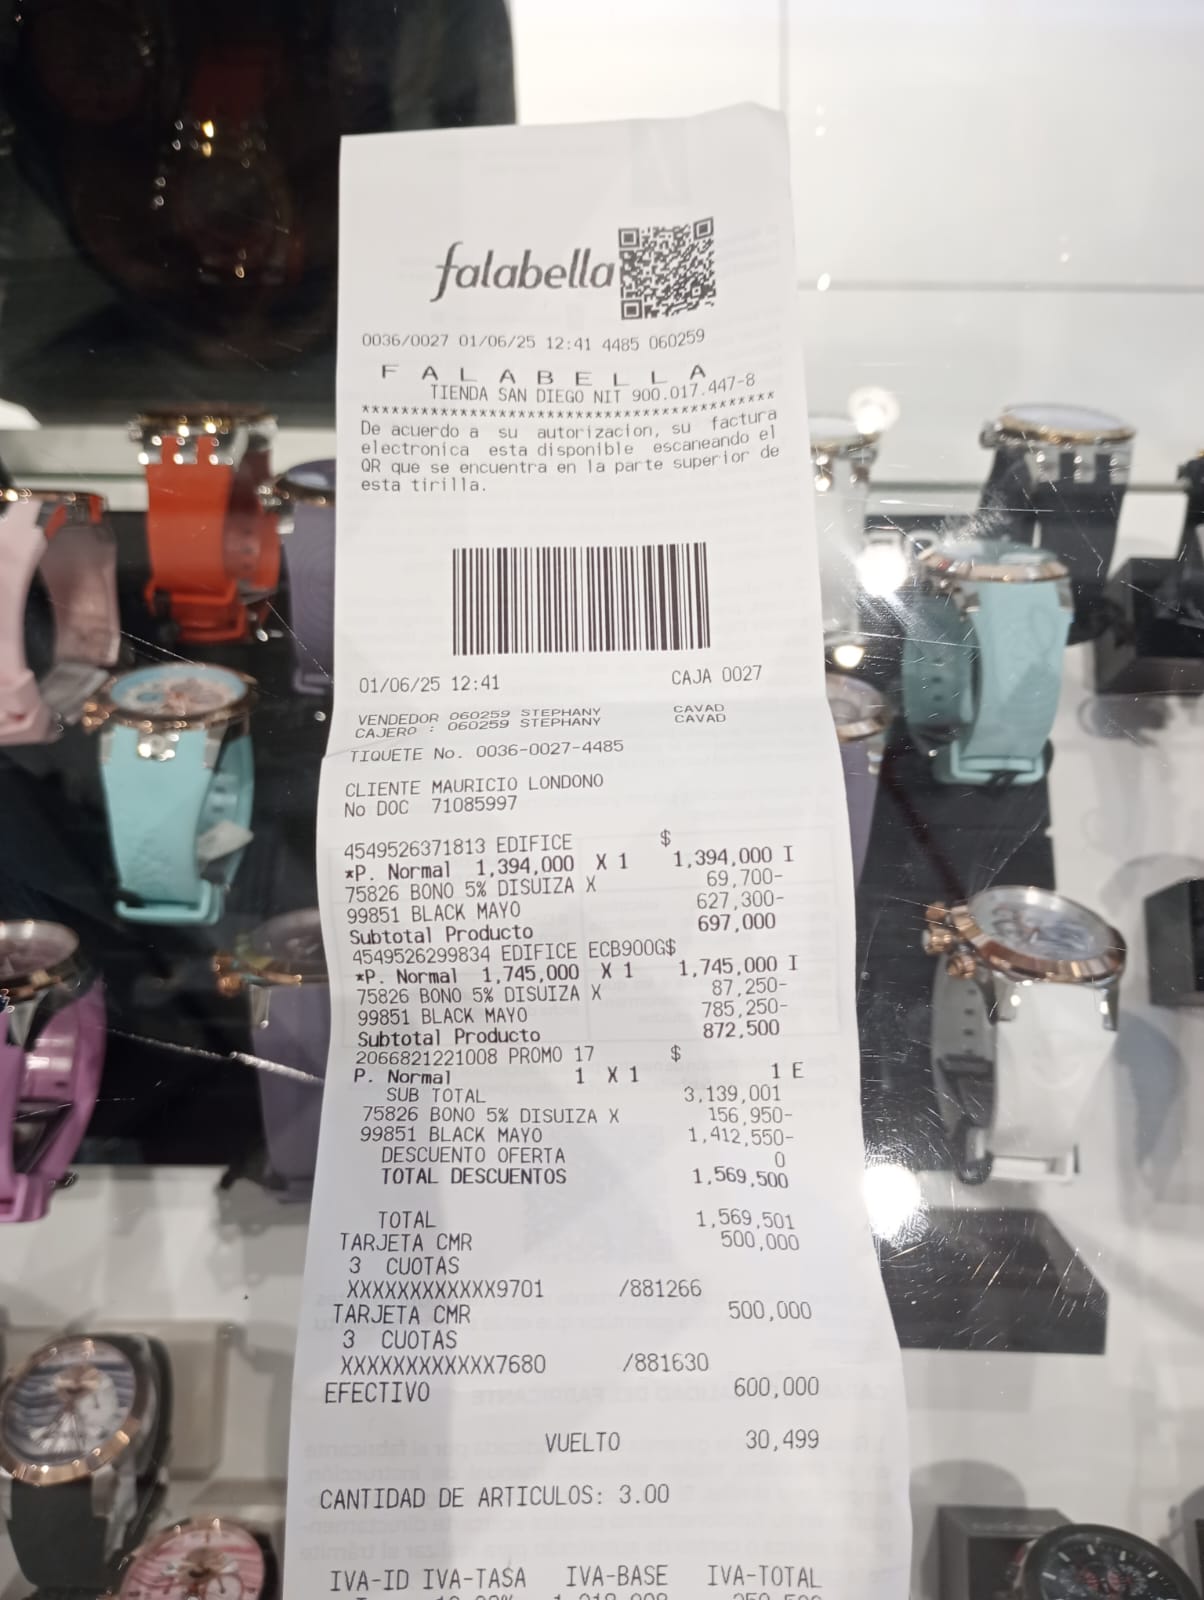 falabella
0036/0027 01/06/25 12:41 4485 060259
F A L A B E L L A
TIENDA SAN DIEGO NIT 900.017.447-8
******************************************
De acuerdo a su autorizacion, su factura
electronica esta disponible escaneando el
QR que se encuentra en la parte superior de
esta tirilla.
01/06/25 12:41 CAJA 0027
VENDEDOR 060259 STEPHANY CAVAD
CAJERO : 060259 STEPHANY CAVAD
TIQUETE No. 0036-0027-4485
CLIENTE MAURICIO LONDONO
No DOC 71085997
4549526371813 EDIFICE $
*P. Normal 1,394,000 X 1 1,394,000 I
75826 BONO 5% DISUIZA X 69,700-
99851 BLACK MAYO 627,300-
Subtotal Producto 697,000
4549526299834 EDIFICE ECB900G$
*P. Normal 1,745,000 X 1 1,745,000 I
75826 BONO 5% DISUIZA X 87,250-
99851 BLACK MAYO 785,250-
Subtotal Producto 872,500
2066821221008 PROMO 17 $
P. Normal 1 X 1 1 E
SUB TOTAL 3,139,001
75826 BONO 5% DISUIZA X 156,950-
99851 BLACK MAYO 1,412,550-
DESCUENTO OFERTA 0
TOTAL DESCUENTOS 1,569,500
TOTAL 1,569,501
TARJETA CMR 500,000
3 CUOTAS
XXXXXXXXXXXX9701 /881266
TARJETA CMR 500,000
3 CUOTAS
XXXXXXXXXXXX7680 /881630
EFECTIVO 600,000
VUELTO 30,499
CANTIDAD DE ARTICULOS: 3.00
IVA-ID IVA-TASA IVA-BASE IVA-TOTAL